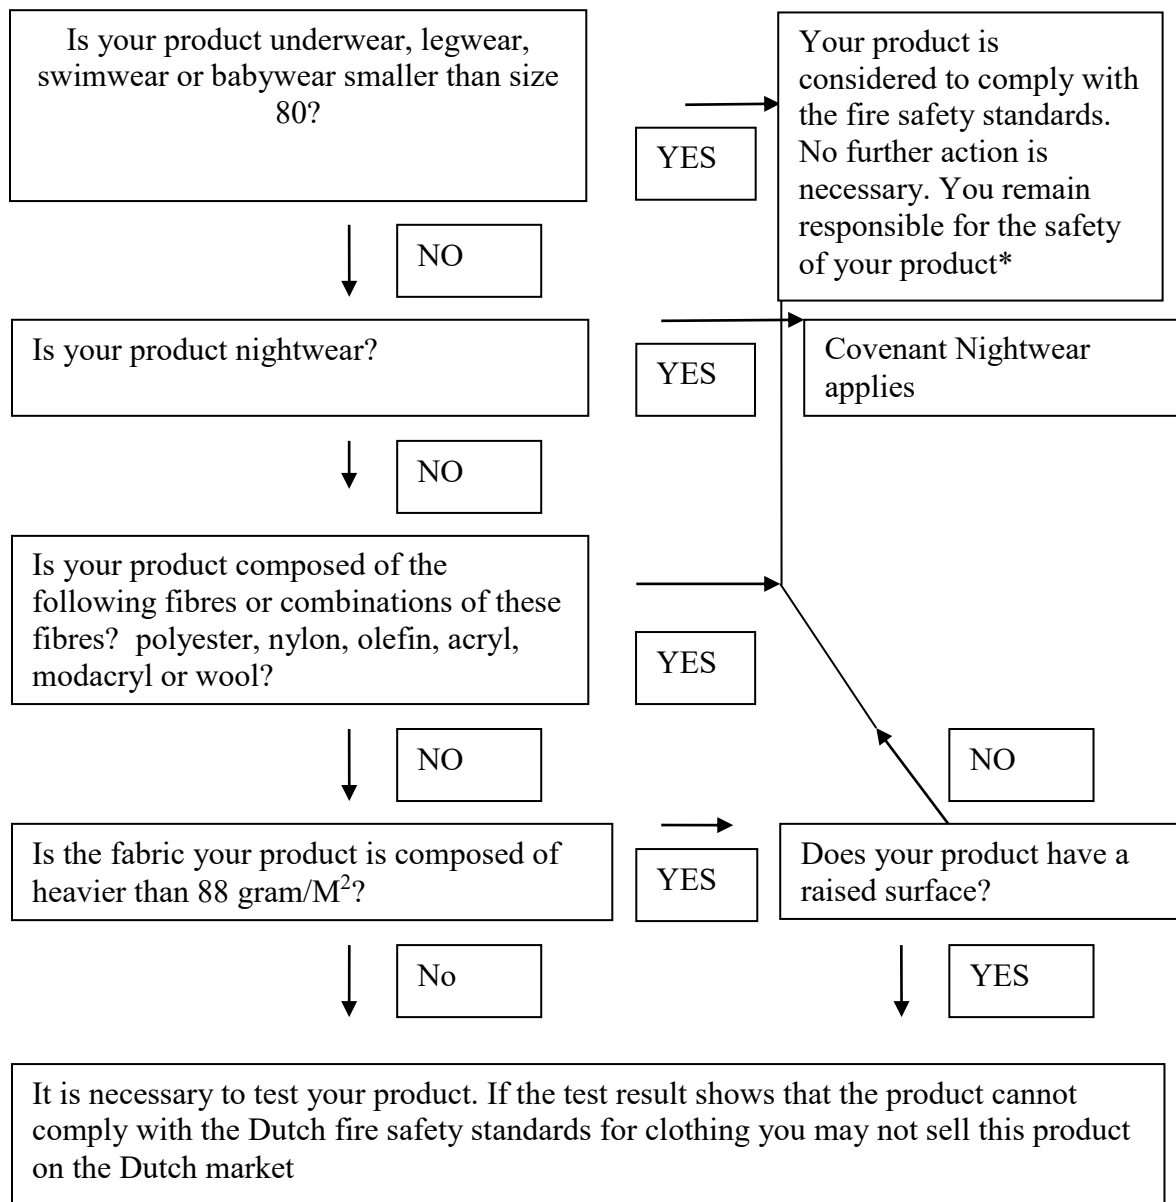 Is your product underwear, legwear,
swimwear or babywear smaller than size
80?
YES
Your product is
considered to comply with
the fire safety standards.
No further action is
necessary. You remain
responsible for the safety
of your product*
NO
Is your product nightwear?
YES
Covenant Nightwear
applies
NO
Is your product composed of the
following fibres or combinations of these
fibres?  polyester, nylon, olefin, acryl,
modacryl or wool?
YES
NO
NO
Is the fabric your product is composed of
heavier than 88 gram/M²?
YES
Does your product have a
raised surface?
No
YES
It is necessary to test your product. If the test result shows that the product cannot
comply with the Dutch fire safety standards for clothing you may not sell this product
on the Dutch market